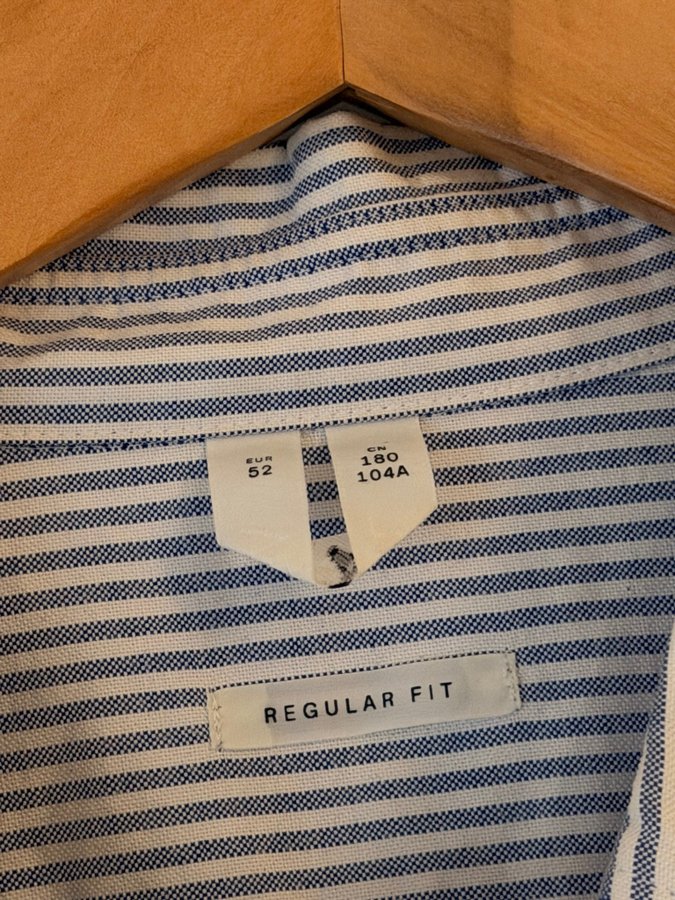 EUR
52
CN
180
104A
REGULAR FIT